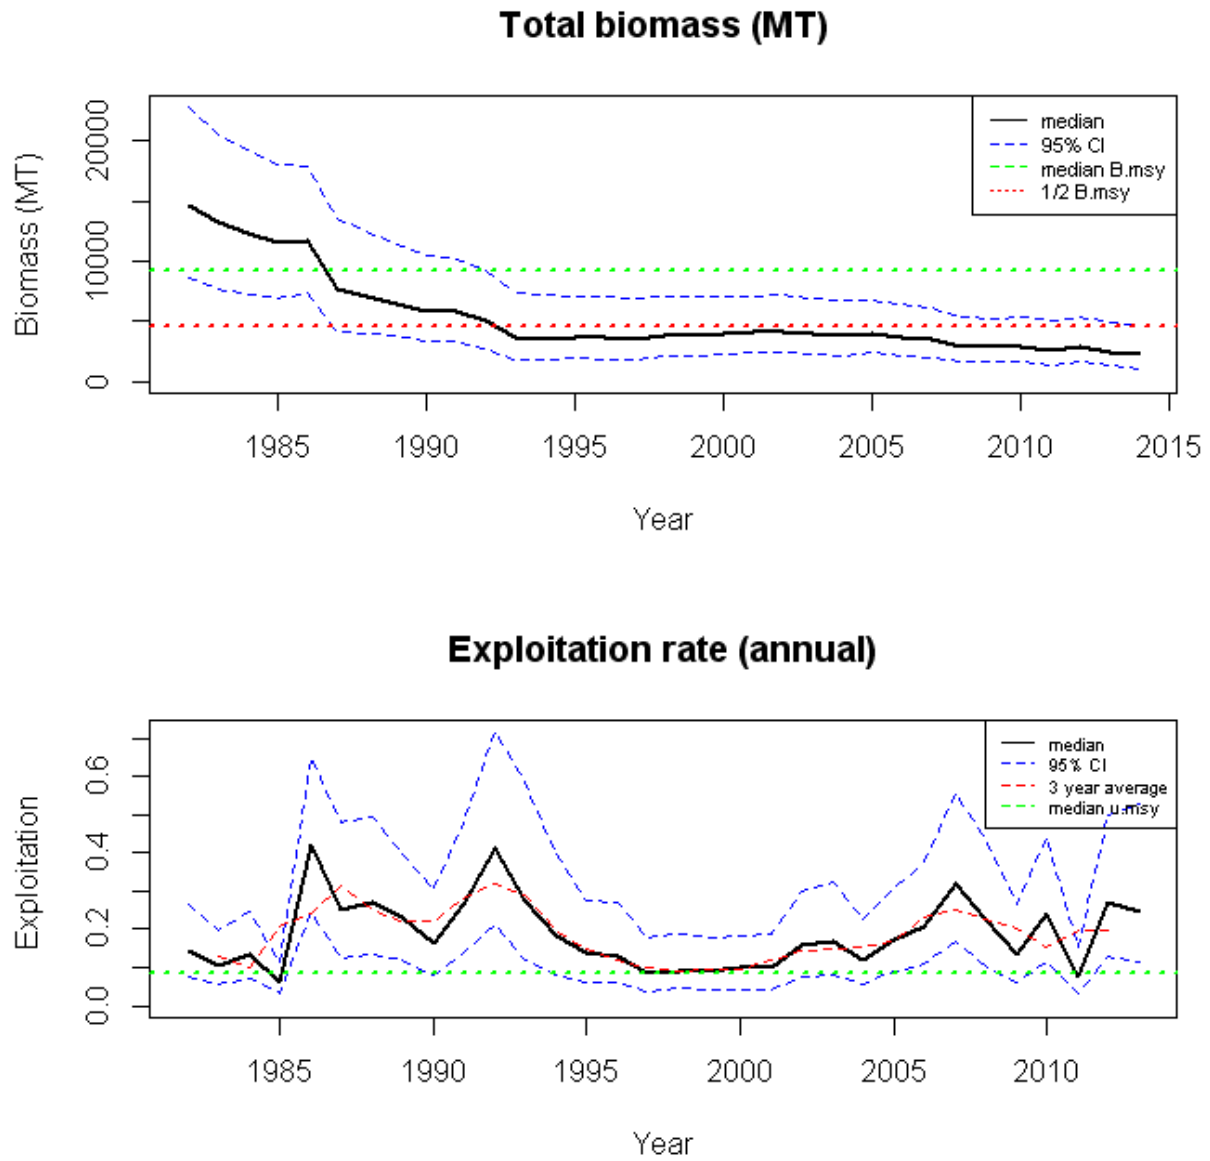 Total biomass (MT)
median
95% CI
median B.msy
1/2 B.msy
Biomass (MT)
20000
10000
0
1985 1990 1995 2000 2005 2010 2015
Year
Exploitation rate (annual)
median
95% CI
3 year average
median u.msy
Exploitation
0.6
0.4
0.2
0.0
1985 1990 1995 2000 2005 2010
Year